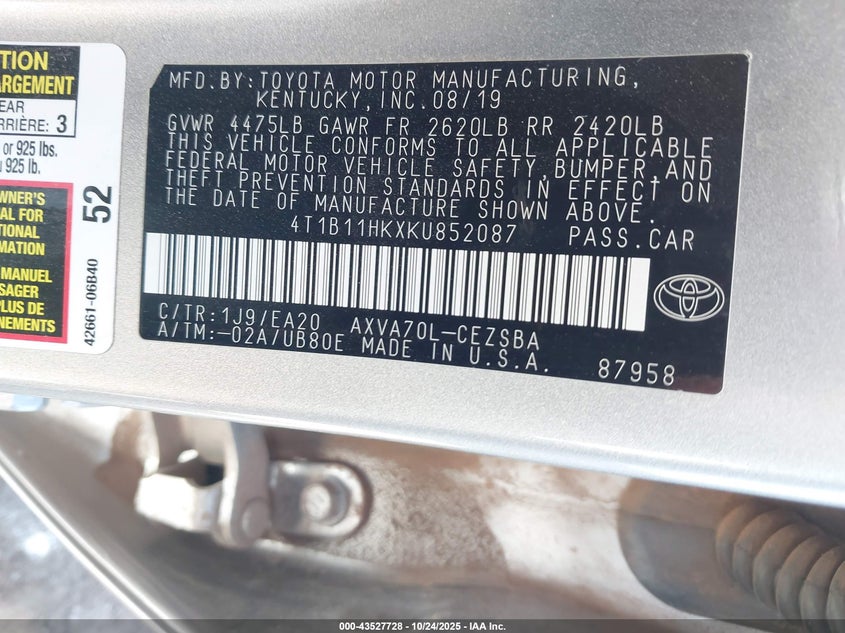 TION
ARGEMENT
EAR
RRIÈRE: 3
or 925 lbs.
925 lb.
WNER'S
AL FOR
TIONAL
MATION
MANUEL
SAGER
PLUS DE
NEMENTS
52
42661-06B40
MFD.BY:TOYOTA MOTOR MANUFACTURING,
KENTUCKY,INC.08/19
GVWR 4475LB GAWR FR 2620LB RR 2420LB
THIS VEHICLE CONFORMS TO ALL APPLICABLE
FEDERAL MOTOR VEHICLE SAFETY,BUMPER,AND
THEFT PREVENTION STANDARDS IN EFFECT ON
THE DATE OF MANUFACTURE SHOWN ABOVE.
4T1B11HKXKU852087 PASS.CAR
C/TR:1J9/EA20 AXVA70L-CEZSBA
A/TM:-02A/UB80E MADE IN U.S.A.
87958
000-43527728 - 10/24/2025 - IAA Inc.